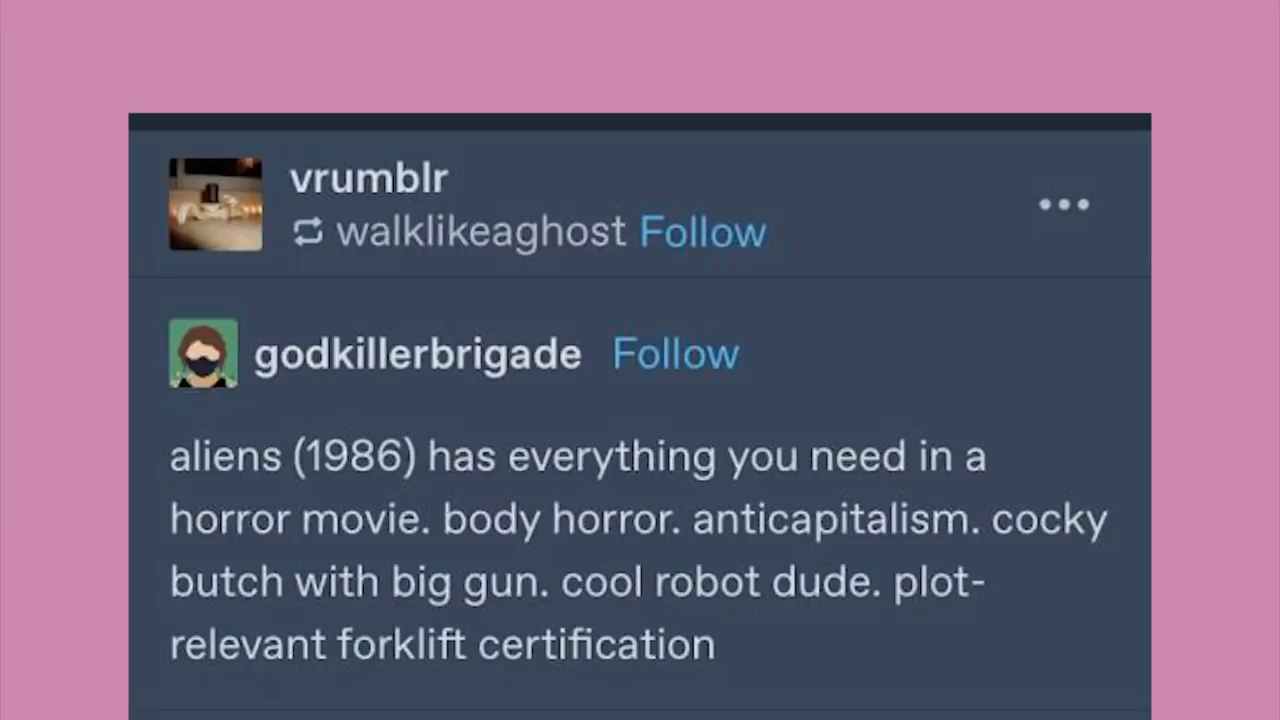 vrumblr
walklikeaghost Follow
godkillerbrigade Follow
aliens (1986) has everything you need in a
horror movie. body horror. anticapitalism. cocky
butch with big gun. cool robot dude. plot-
relevant forklift certification